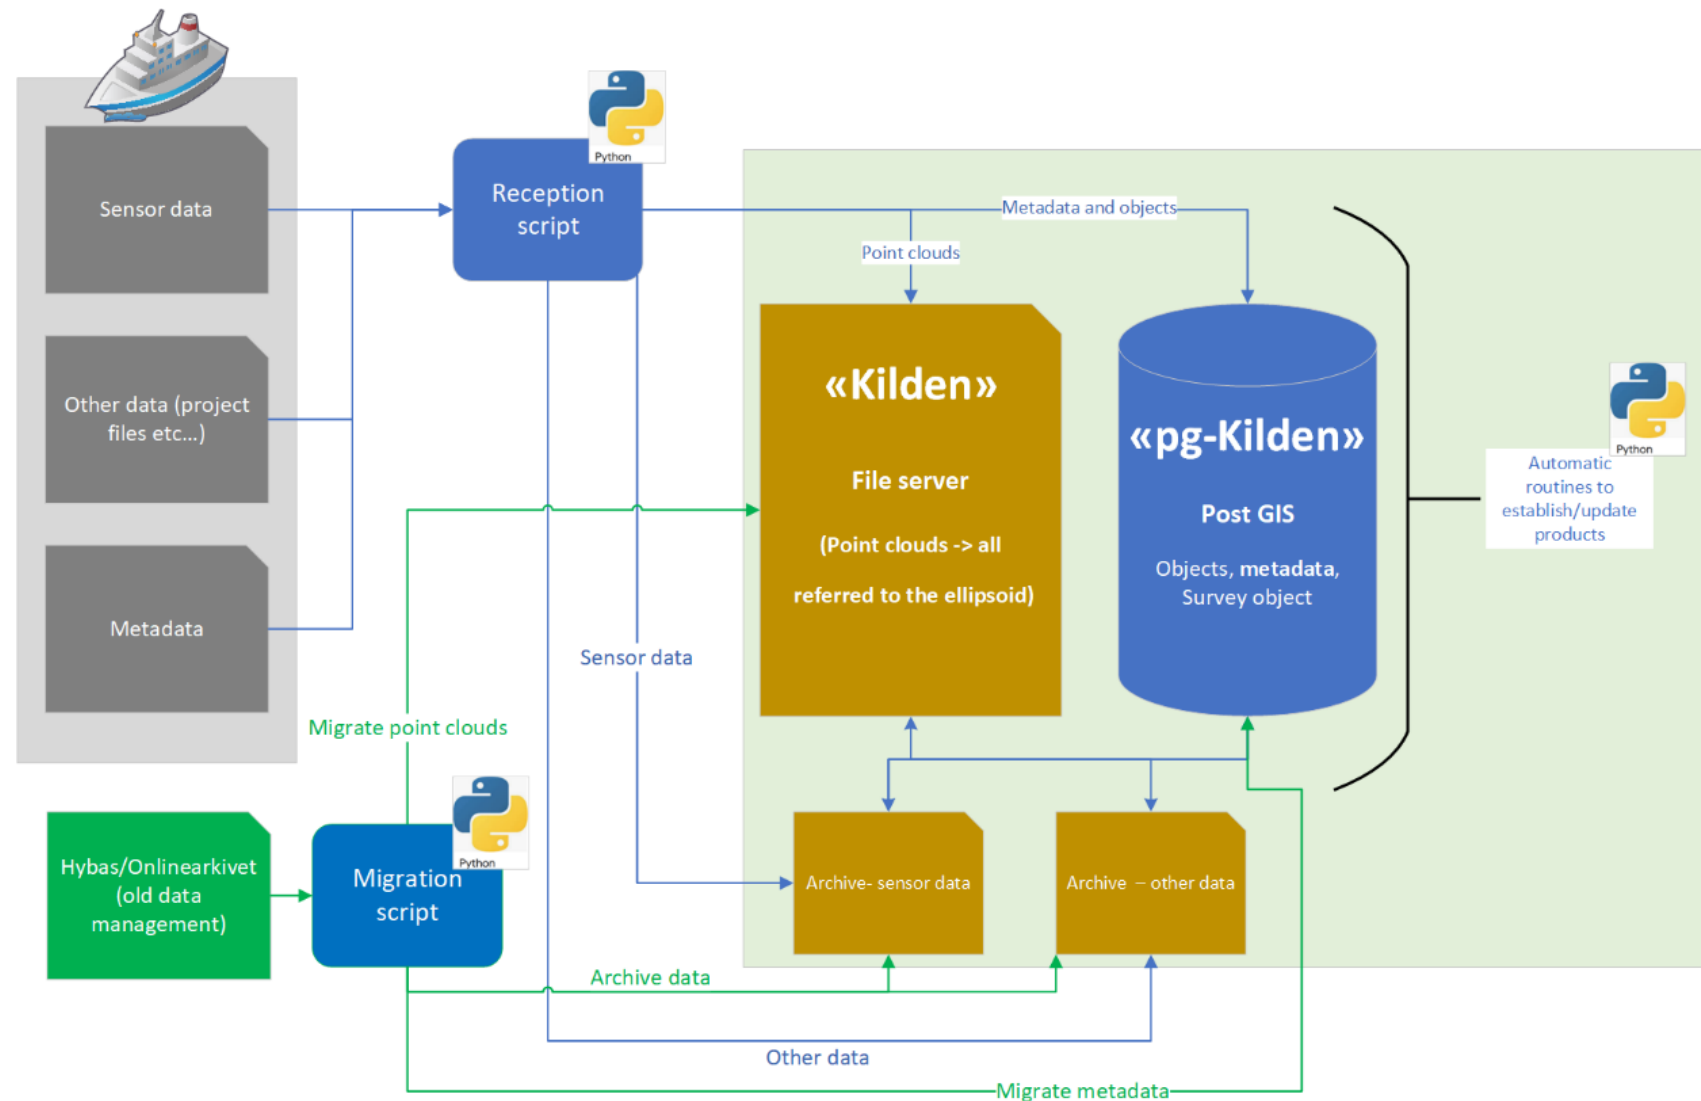 Python
Sensor data
Reception
script
Metadata and objects
Point clouds
Other data (project
files etc...)
«Kilden»
File server
(Point clouds -> all
referred to the ellipsoid)
«pg-Kilden»
Post GIS
Objects, metadata,
Survey object
Python
Automatic
routines to
establish/update
products
Metadata
Sensor data
Migrate point clouds
Hybas/Onlinearkivet
(old data
management)
Python
Migration
script
Archive- sensor data
Archive – other data
Archive data
Other data
Migrate metadata